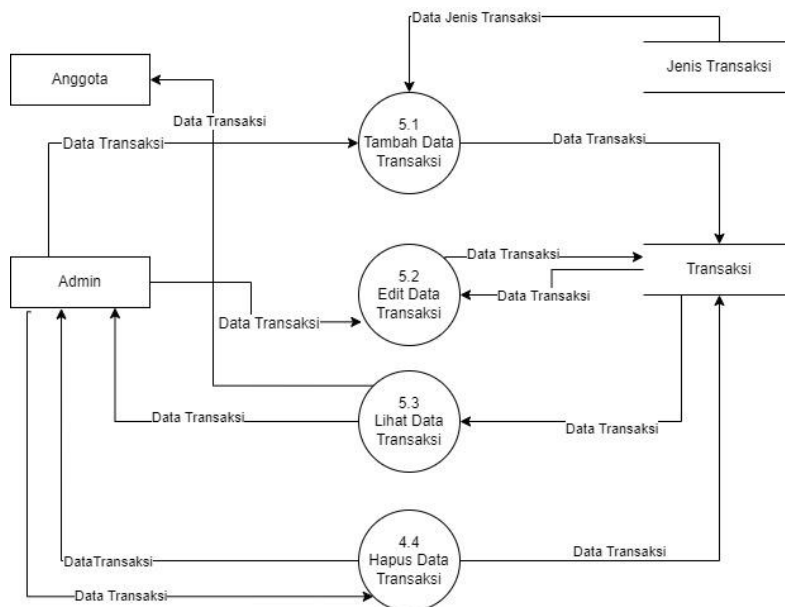 Data Jenis Transaksi
Anggota
Jenis Transaksi
Data Transaksi
5.1
Tambah Data
Transaksi
Data Transaksi
Data Transaksi
Admin
5.2
Edit Data
Transaksi
Data Transaksi
Transaksi
Data Transaksi
Data Transaksi
5.3
Lihat Data
Transaksi
Data Transaksi
Data Transaksi
4.4
Hapus Data
Transaksi
DataTransaksi
Data Transaksi
Data Transaksi